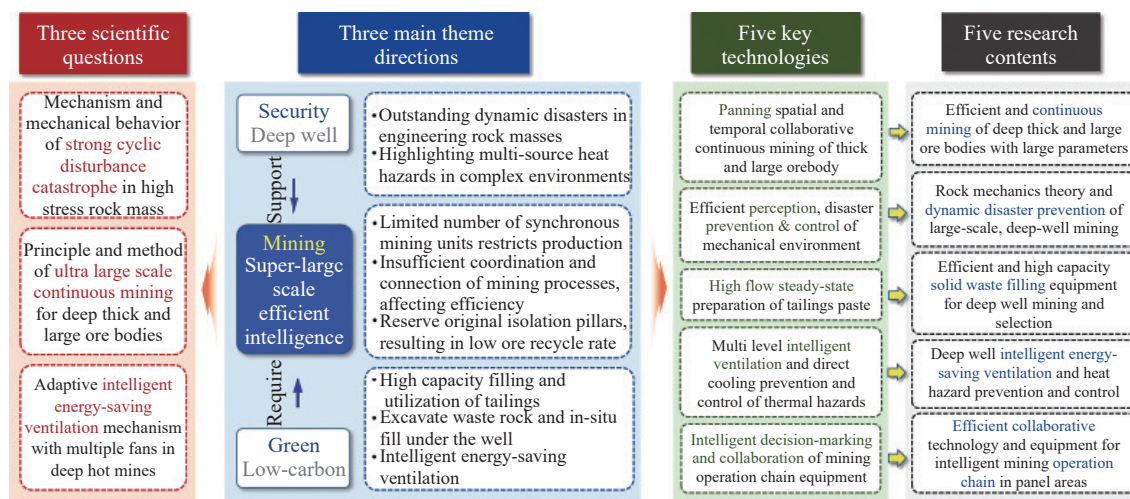 Three scientific
questions
Mechanism and
mechanical behavior
of strong cyclic
disturbance
catastrophe in high
stress rock mass
Principle and method
of ultra large scale
continuous mining
for deep thick and
large ore bodies
Adaptive intelligent
energy-saving
ventilation mechanism
with multiple fans in
deep hot mines
Three main theme
directions
Security
Deep well
Support
Mining
Super-largc
scale
efficient
intelligence
Require
Green
Low-carbon
•Outstanding dynamic disasters in
engineering rock masses
•Highlighting multi-source heat
hazards in complex environments
•Limited number of synchronous
mining units restricts production
•Insufficient coordination and
connection of mining processes,
affecting efficiency
•Reserve original isolation pillars,
resulting in low ore recycle rate
•High capacity filling and
utilization of tailings
•Excavate waste rock and in-situ
fill under the well
•Intelligent energy-saving
ventilation
Five key
technologies
Panning spatial and
temporal collaborative
continuous mining of thick
and large orebody
Efficient perception, disaster
prevention & control of
mechanical environment
High flow steady-state
preparation of tailings paste
Multi level intelligent
ventilation and direct
cooling prevention and
control of thermal hazards
Intelligent decision-marking
and collaboration of mining
operation chain equipment
Five research
contents
Efficient and continuous
mining of deep thick and large
ore bodies with large parameters
Rock mechanics theory and
dynamic disaster prevention of
large-scale, deep-well mining
Efficient and high capacity
solid waste filling equipment
for deep well mining and
selection
Deep well intelligent energy-
saving ventilation and heat
hazard prevention and control
Efficient collaborative
technology and equipment for
intelligent mining operation
chain in panel areas